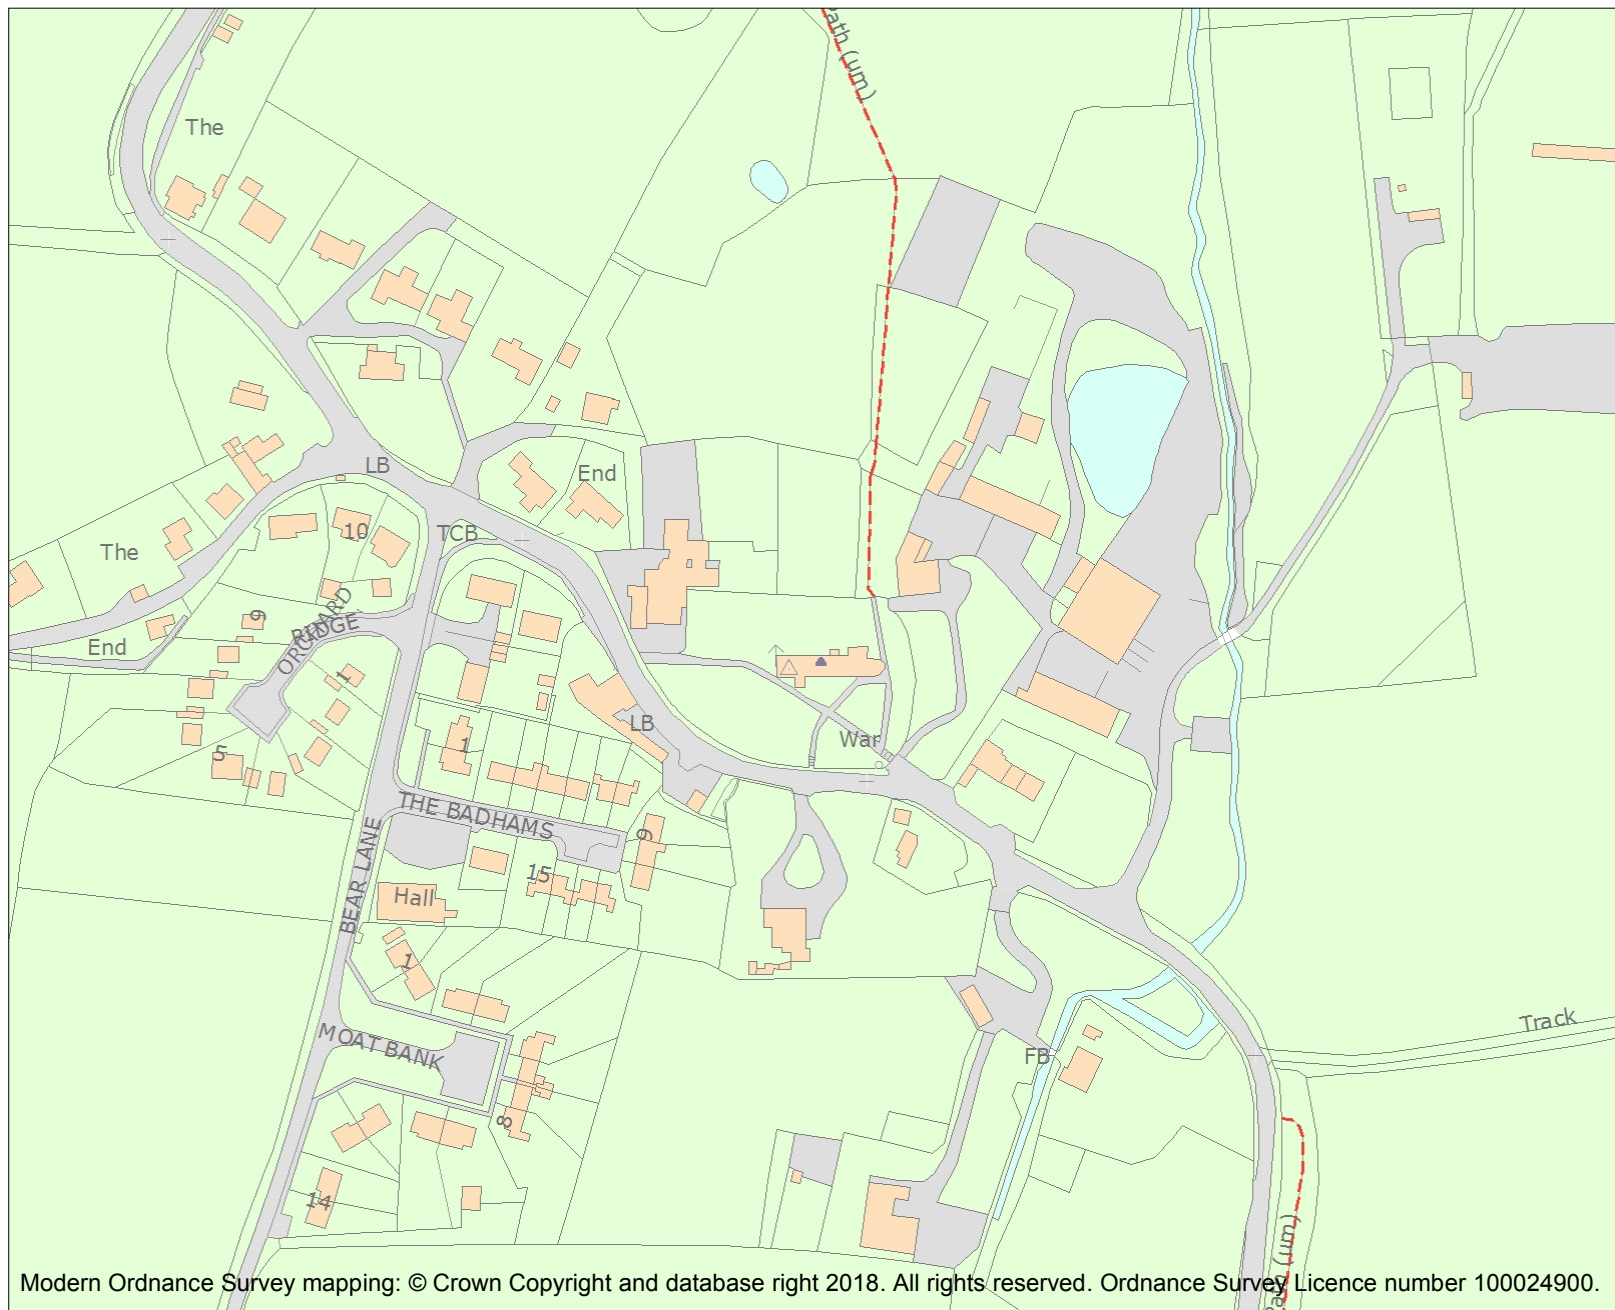 Path (um)
The
LB
End
TCB
10
The
9
ORCHARD
RIDGE
End
1
LB
War
1
5
THE BADHAMS
9
BEAR LANE
15
Hall
1
Track
MOAT BANK
FB
8
14
Path (um)
Modern Ordnance Survey mapping: © Crown Copyright and database right 2018. All rights reserved. Ordnance Survey Licence number 100024900.